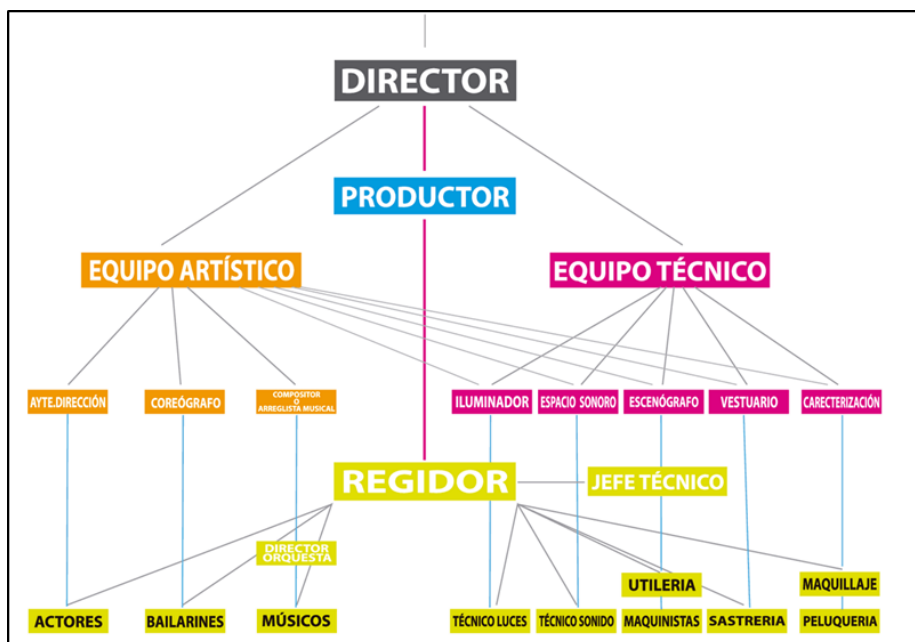 DIRECTOR
PRODUCTOR
EQUIPO ARTÍSTICO
EQUIPO TÉCNICO
AYTE.DIRECCIÓN
COREÓGRAFO
COMPOSITOR
O
ARREGLISTA MUSICAL
ILUMINADOR
ESPACIO SONORO
ESCENÓGRAFO
VESTUARIO
CARECTERIZACIÓN
REGIDOR
JEFE TÉCNICO
DIRECTOR
ORQUESTA
UTILERIA
MAQUILLAJE
ACTORES
BAILARINES
MÚSICOS
TÉCNICO LUCES
TÉCNICO SONIDO
MAQUINISTAS
SASTRERIA
PELUQUERIA